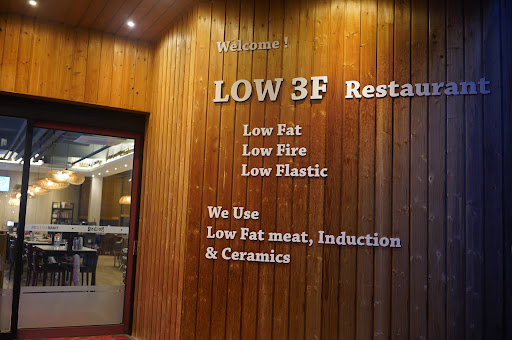 Welcome !
LOW 3F Restaurant
Low Fat
Low Fire
Low Flastic
We Use
Low Fat meat, Induction
& Ceramics